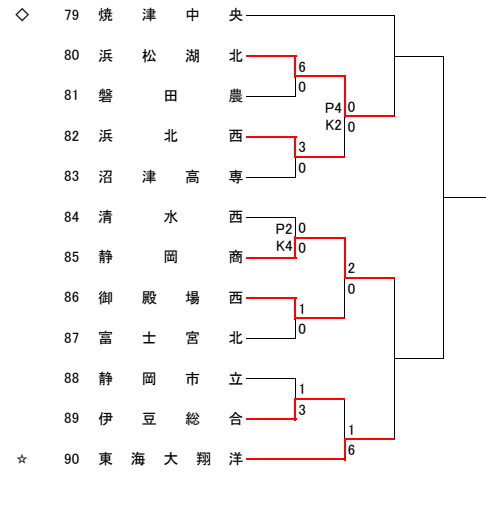 ◇ 79 焼津中央
80 浜松湖北
6
81 磐田農
0
P4 0
82 浜北西
K2 0
3
83 沼津高専
0
84 清水西
P2 0
85 静岡商
K4 0
2
86 御殿場西
0
1
87 富士宮北
0
88 静岡市立
1
89 伊豆総合
3
1
☆ 90 東海大翔洋
6